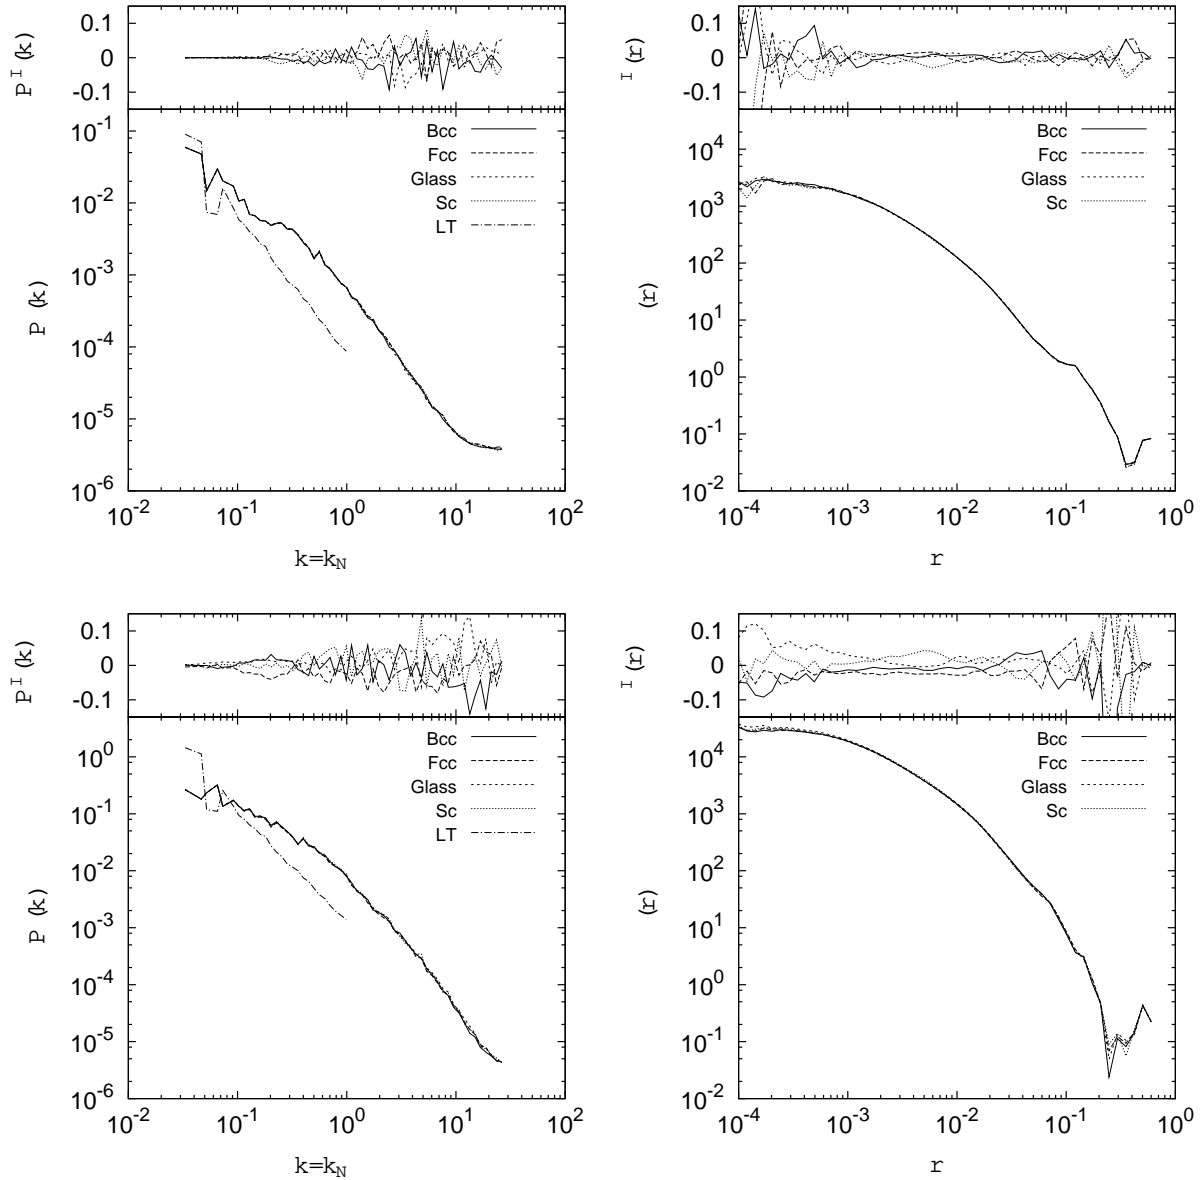 0.1
0
-0.1
P^I (k)
10^-1
10^-2
10^-3
10^-4
10^-5
10^-6
P (k)
Bcc
Fcc
Glass
Sc
LT
10^-2 10^-1 10^0 10^1 10^2
k=k_N
0.1
0
-0.1
I (r)
10^4
10^3
10^2
10^1
10^0
10^-1
10^-2
(r)
Bcc
Fcc
Glass
Sc
10^-4 10^-3 10^-2 10^-1 10^0
r
0.1
0
-0.1
P^I (k)
10^0
10^-1
10^-2
10^-3
10^-4
10^-5
10^-6
P (k)
Bcc
Fcc
Glass
Sc
LT
10^-2 10^-1 10^0 10^1 10^2
k=k_N
0.1
0
-0.1
I (r)
10^4
10^3
10^2
10^1
10^0
10^-1
10^-2
(r)
Bcc
Fcc
Glass
Sc
10^-4 10^-3 10^-2 10^-1 10^0
r